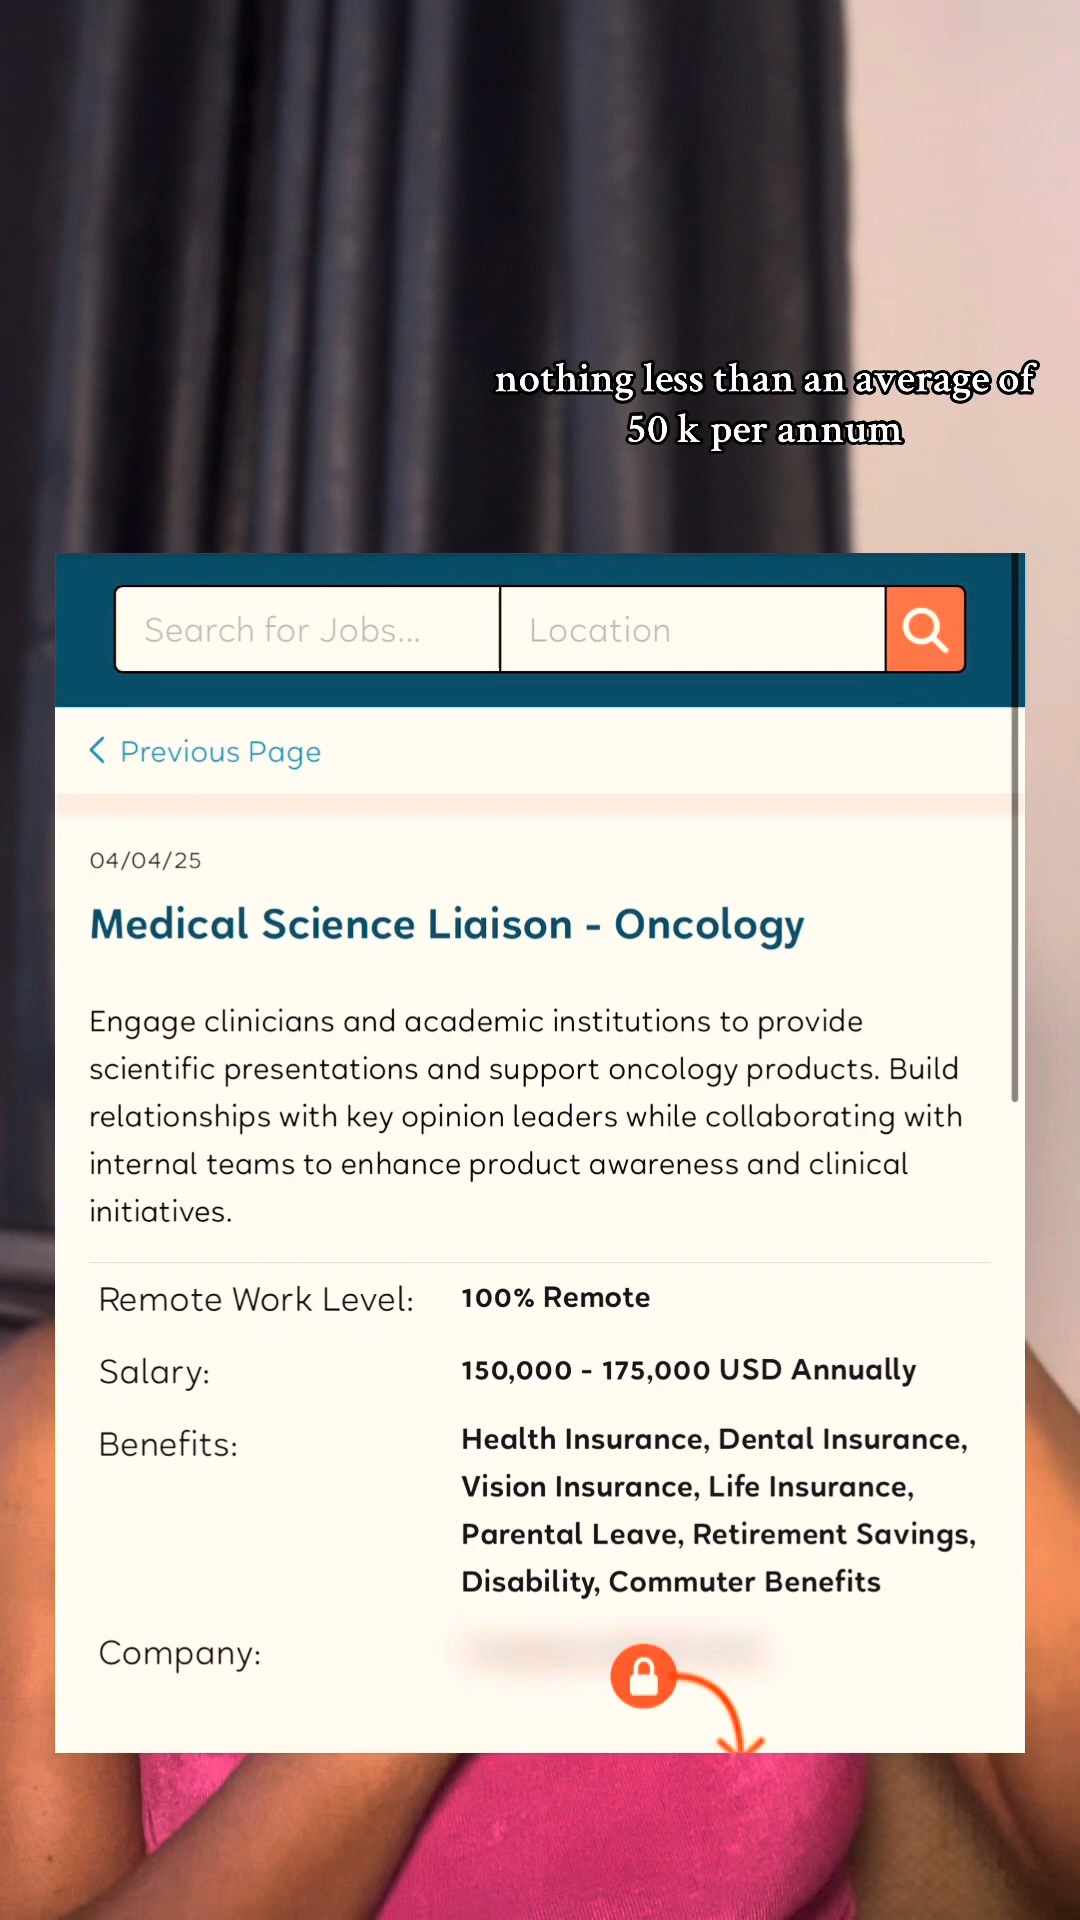 nothing less than an average of
50 k per annum
Search for Jobs...
Location
Previous Page
04/04/25
Medical Science Liaison - Oncology
Engage clinicians and academic institutions to provide
scientific presentations and support oncology products. Build
relationships with key opinion leaders while collaborating with
internal teams to enhance product awareness and clinical
initiatives.
Remote Work Level: 100% Remote
Salary: 150,000 - 175,000 USD Annually
Benefits: Health Insurance, Dental Insurance,
Vision Insurance, Life Insurance,
Parental Leave, Retirement Savings,
Disability, Commuter Benefits
Company: